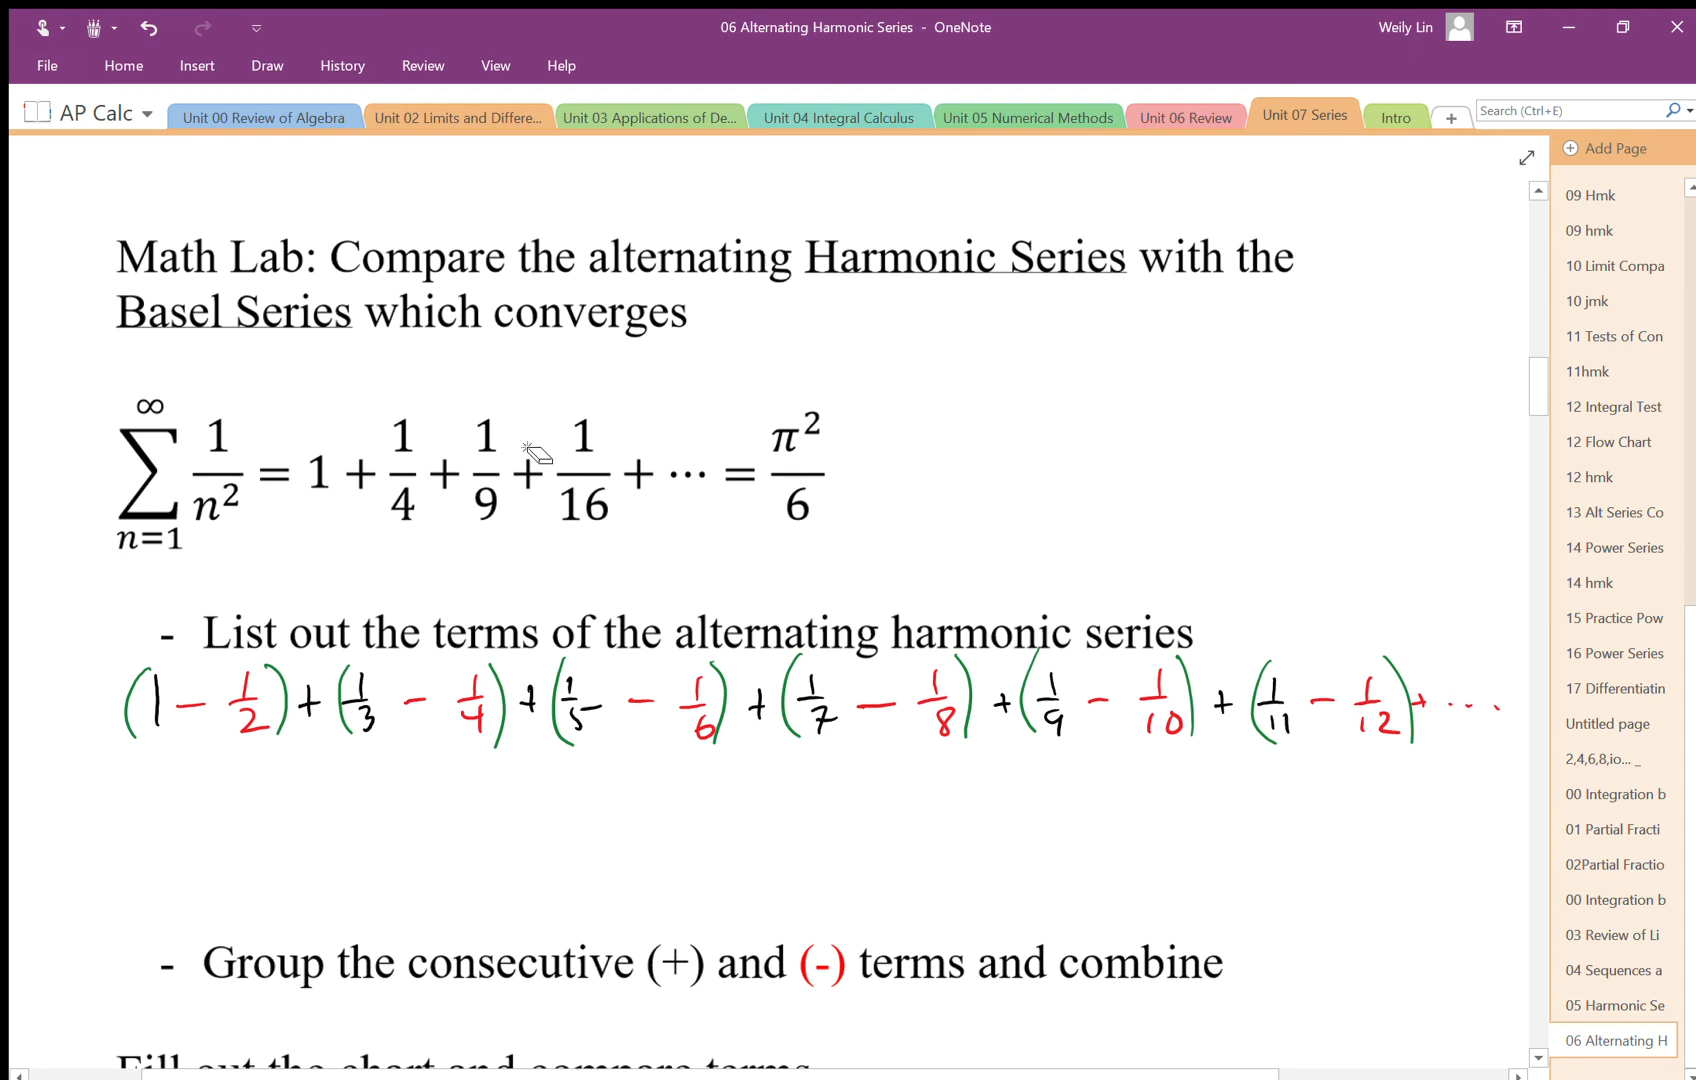 06 Alternating Harmonic Series - OneNote
Weily Lin
File Home Insert Draw History Review View Help
AP Calc
Unit 00 Review of Algebra
Unit 02 Limits and Differe...
Unit 03 Applications of De...
Unit 04 Integral Calculus
Unit 05 Numerical Methods
Unit 06 Review
Unit 07 Series
Intro
+
Search (Ctrl+E)
Math Lab: Compare the alternating Harmonic Series with the
Basel Series which converges
∑_{n=1}^{∞} 1/n² = 1 + 1/4 + 1/9 + 1/16 + ⋯ = π²/6
- List out the terms of the alternating harmonic series
(1 - 1/2) + (1/3 - 1/4) + (1/5 - 1/6) + (1/7 - 1/8) + (1/9 - 1/10) + (1/11 - 1/12) + ...
- Group the consecutive (+) and (-) terms and combine
Fill out the chart and compare terms
Add Page
09 Hmk
09 hmk
10 Limit Compa
10 jmk
11 Tests of Con
11hmk
12 Integral Test
12 Flow Chart
12 hmk
13 Alt Series Co
14 Power Series
14 hmk
15 Practice Pow
16 Power Series
17 Differentiatin
Untitled page
2,4,6,8,io... _
00 Integration b
01 Partial Fracti
02Partial Fractio
00 Integration b
03 Review of Li
04 Sequences a
05 Harmonic Se
06 Alternating H